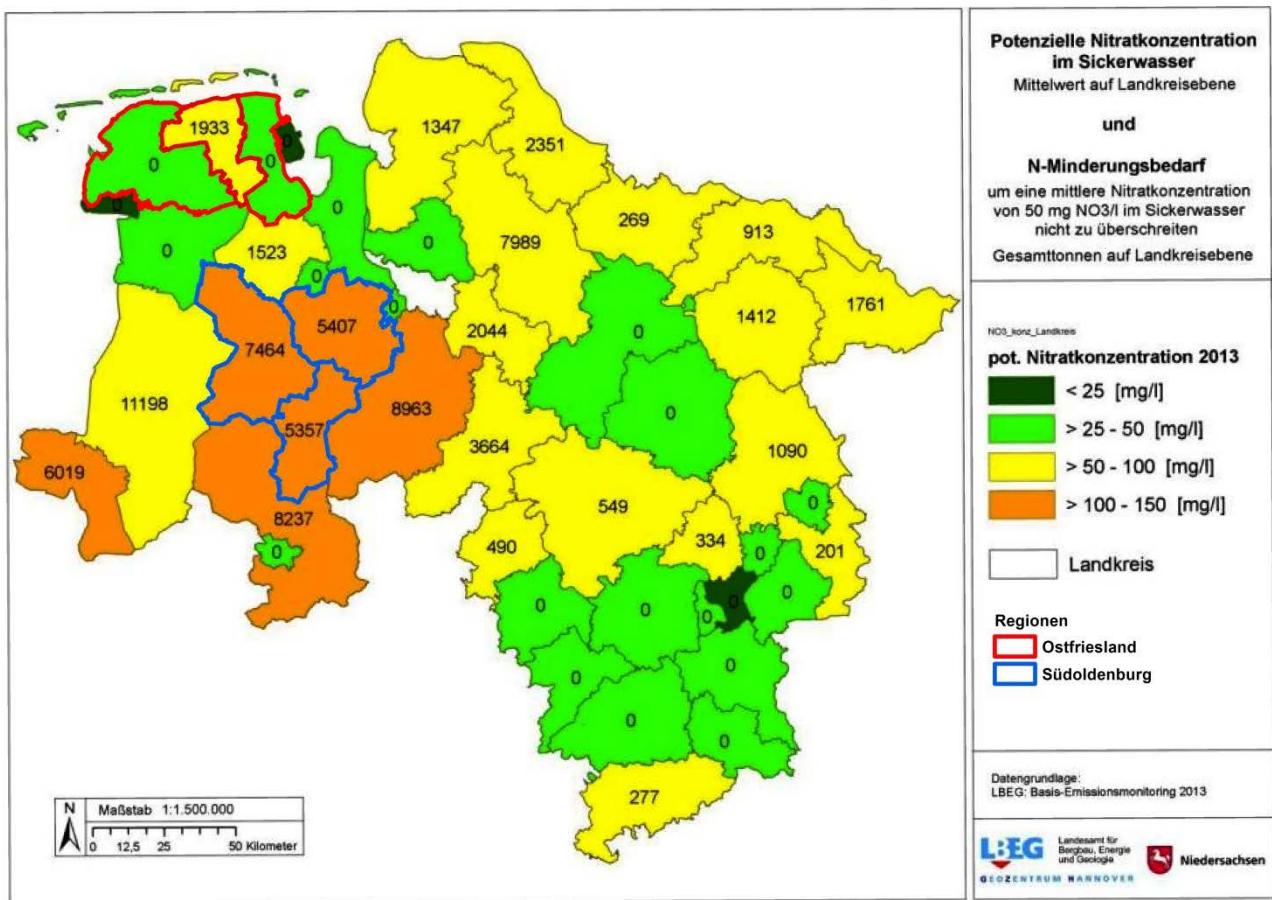 1933
0
0
0
0
0
1523
0
0
0
0
1347
2351
7989
269
913
1412
1761
2044
0
0
7464
5407
5357
8963
11198
6019
8237
0
3664
549
490
334
1090
0
201
0
0
0
0
0
0
0
0
0
0
277
N
Maßstab 1:1.500.000
0 12,5 25 50 Kilometer
Potenzielle Nitratkonzentration
im Sickerwasser
Mittelwert auf Landkreisebene
und
N-Minderungsbedarf
um eine mittlere Nitratkonzentration
von 50 mg NO3/l im Sickerwasser
nicht zu überschreiten
Gesamttonnen auf Landkreisebene
NO3_konz_Landkreis
pot. Nitratkonzentration 2013
< 25 [mg/l]
> 25 - 50 [mg/l]
> 50 - 100 [mg/l]
> 100 - 150 [mg/l]
Landkreis
Regionen
Ostfriesland
Südoldenburg
Datengrundlage:
LBEG: Basis-Emissionsmonitoring 2013
LBEG
Landesamt für
Bergbau, Energie
und Geologie
GEOZENTRUM HANNOVER
Niedersachsen